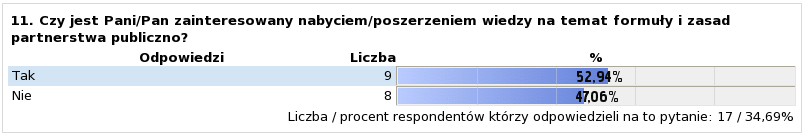 11. Czy jest Pani/Pan zainteresowany nabyciem/poszerzeniem wiedzy na temat formuły i zasad
partnerstwa publiczno?
Odpowiedzi Liczba %
Tak 9 52,94%
Nie 8 47,06%
Liczba / procent respondentów którzy odpowiedzieli na to pytanie: 17 / 34,69%